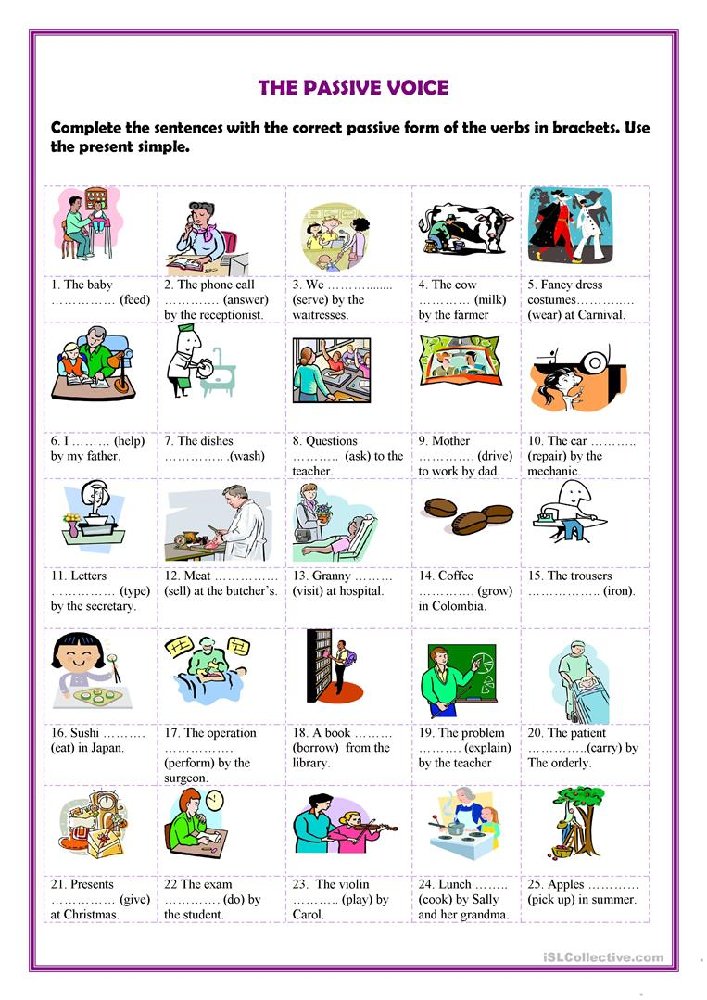 THE PASSIVE VOICE
Complete the sentences with the correct passive form of the verbs in brackets. Use
the present simple.
1. The baby
…………… (feed)
2. The phone call
…………. (answer)
by the receptionist.
3. We ………........
(serve) by the
waitresses.
4. The cow
………… (milk)
by the farmer
5. Fancy dress
costumes………….
(wear) at Carnival.
6. I ……… (help)
by my father.
7. The dishes
………….. .(wash)
8. Questions
……….. (ask) to the
teacher.
9. Mother
…………. (drive)
to work by dad.
10. The car ………..
(repair) by the
mechanic.
11. Letters
…………… (type)
by the secretary.
12. Meat ……………
(sell) at the butcher's.
13. Granny ………
(visit) at hospital.
14. Coffee
…………. (grow)
in Colombia.
15. The trousers
…………….. (iron).
16. Sushi ……….
(eat) in Japan.
17. The operation
…………….
(perform) by the
surgeon.
18. A book ………
(borrow) from the
library.
19. The problem
………. (explain)
by the teacher
20. The patient
…………..(carry) by
The orderly.
21. Presents
…………… (give)
at Christmas.
22 The exam
…………. (do) by
the student.
23. The violin
……….. (play) by
Carol.
24. Lunch ……..
(cook) by Sally
and her grandma.
25. Apples …………
(pick up) in summer.
iSLCollective.com